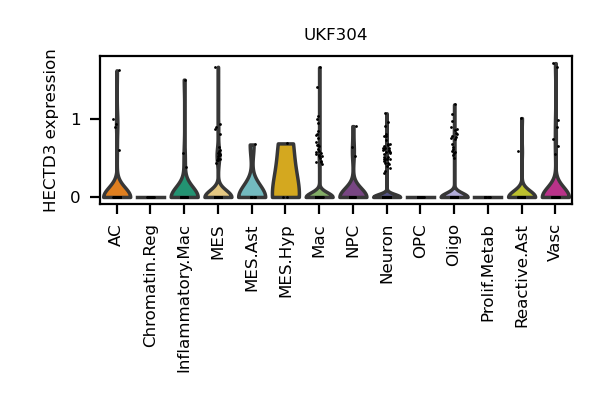 UKF304
HECTD3 expression
1
0
AC
Chromatin.Reg
Inflammatory.Mac
MES
MES.Ast
MES.Hyp
Mac
NPC
Neuron
OPC
Oligo
Prolif.Metab
Reactive.Ast
Vasc